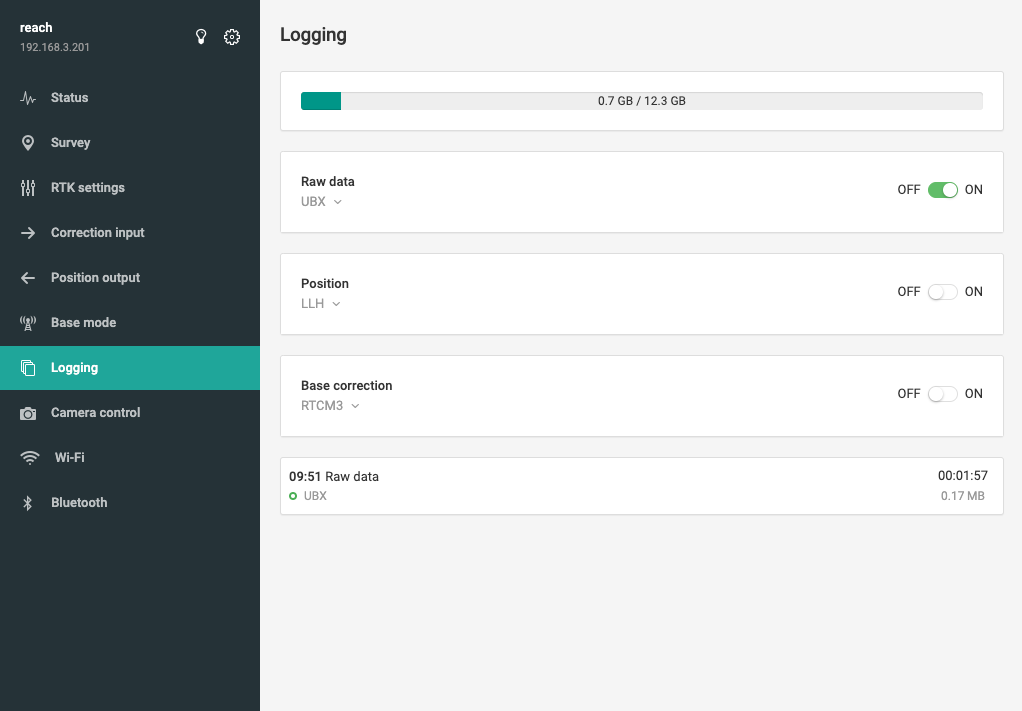 reach
192.168.3.201
Status
Survey
RTK settings
Correction input
Position output
Base mode
Logging
Camera control
Wi-Fi
Bluetooth
Logging
0.7 GB / 12.3 GB
Raw data
UBX
OFF ON
Position
LLH
OFF ON
Base correction
RTCM3
OFF ON
09:51 Raw data 00:01:57
UBX 0.17 MB